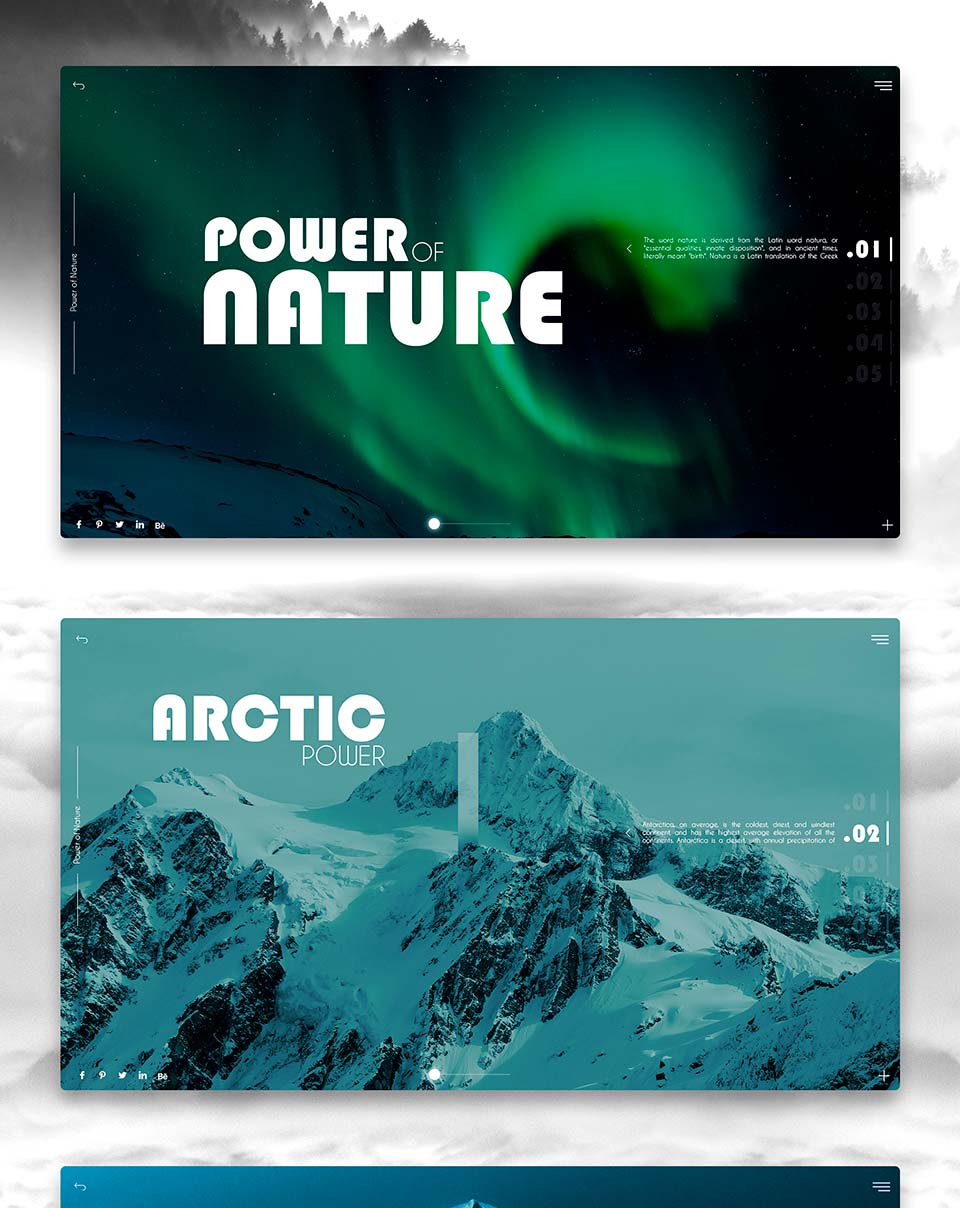 POWER OF
NATURE
Power of Nature
The word nature is derived from the Latin word natura, or
"essential qualities, innate disposition", and in ancient times,
literally meant "birth". Natura is a Latin translation of the Greek
.01
.02
.03
.04
.05
Bē
ARCTIC
POWER
Power of Nature
.01
Antarctica, on average, is the coldest, driest, and windiest
continent, and has the highest average elevation of all the
continents. Antarctica is a desert, with annual precipitation of
.02
.03
Bē